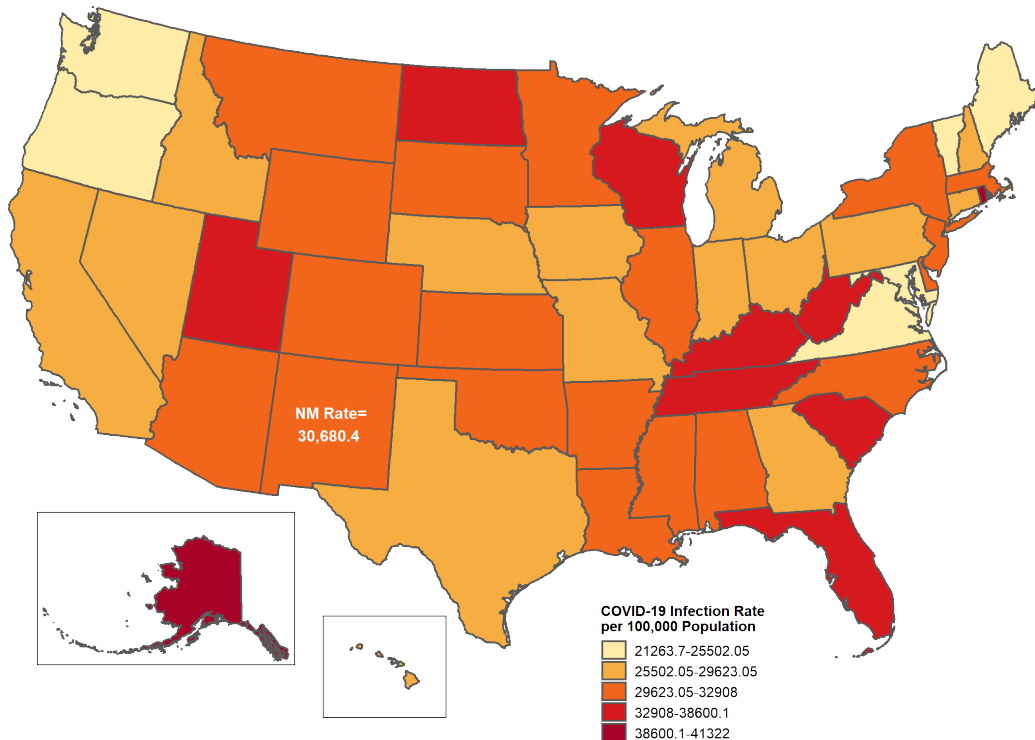 NM Rate=
30,680.4
COVID-19 Infection Rate
per 100,000 Population
21263.7-25502.05
25502.05-29623.05
29623.05-32908
32908-38600.1
38600.1-41322